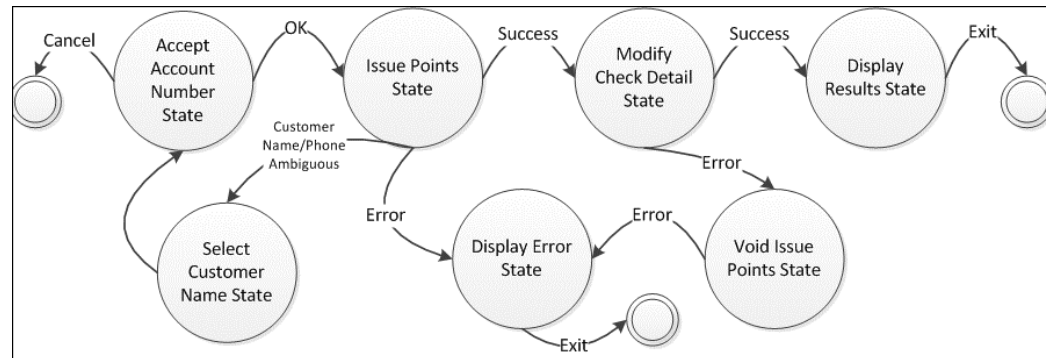 Cancel
Accept
Account
Number
State
OK
Issue Points
State
Success
Modify
Check Detail
State
Success
Display
Results State
Exit
Customer
Name/Phone
Ambiguous
Error
Error
Select
Customer
Name State
Display Error
State
Error
Void Issue
Points State
Exit